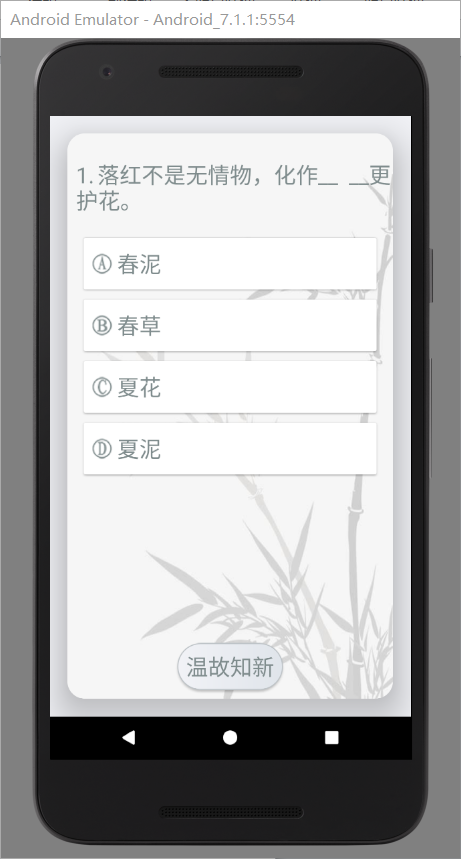 Android Emulator - Android_7.1.1:5554
1. 落红不是无情物，化作__ __更
护花。
Ⓐ 春泥
Ⓑ 春草
Ⓒ 夏花
Ⓓ 夏泥
温故知新